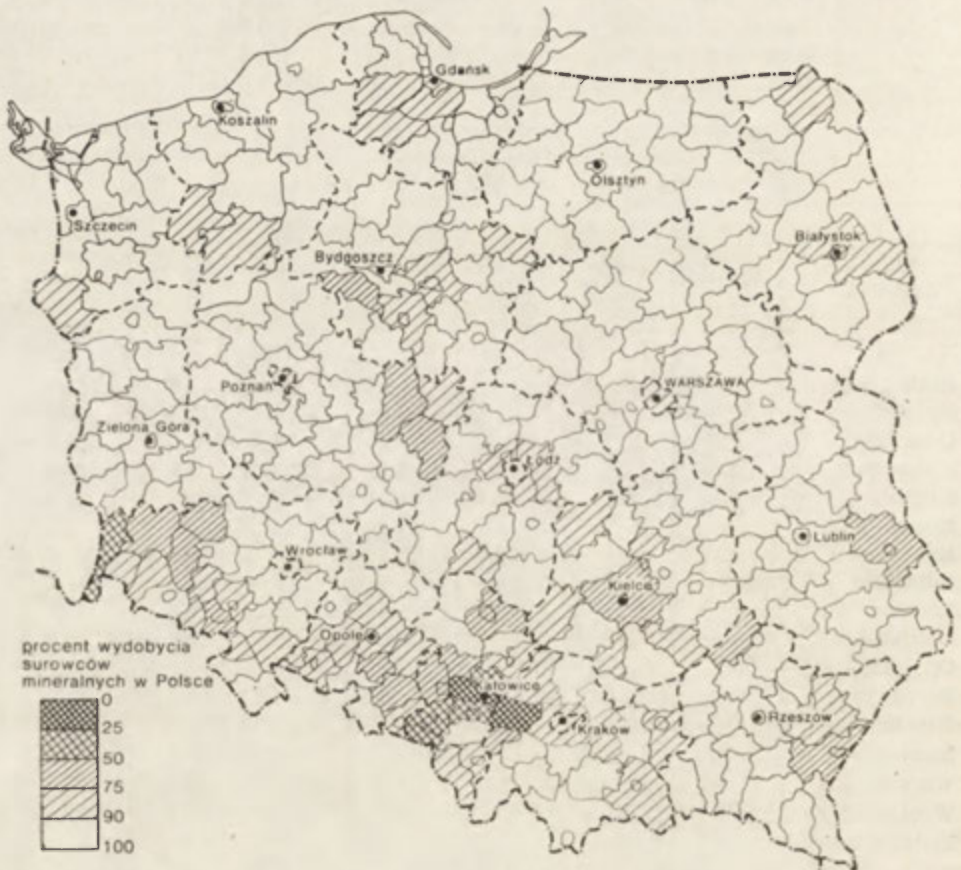 Gdańsk
Koszalin
Olsztyn
Szczecin
Białystok
Bydgoszcz
Poznań
WARSZAWA
Zielona Góra
Łódź
Lublin
Wrocław
Kielce
Opole
Katowice
Rzeszów
Kraków
procent wydobycia
surowców
mineralnych w Polsce
0
25
50
75
90
100